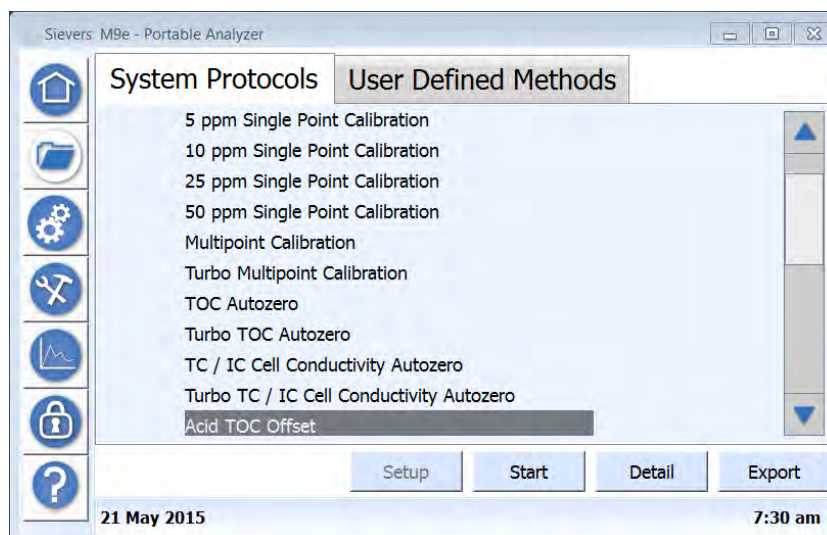 Sievers M9e - Portable Analyzer
System Protocols User Defined Methods
5 ppm Single Point Calibration
10 ppm Single Point Calibration
25 ppm Single Point Calibration
50 ppm Single Point Calibration
Multipoint Calibration
Turbo Multipoint Calibration
TOC Autozero
Turbo TOC Autozero
TC / IC Cell Conductivity Autozero
Turbo TC / IC Cell Conductivity Autozero
Acid TOC Offset
Setup Start Detail Export
21 May 2015 7:30 am